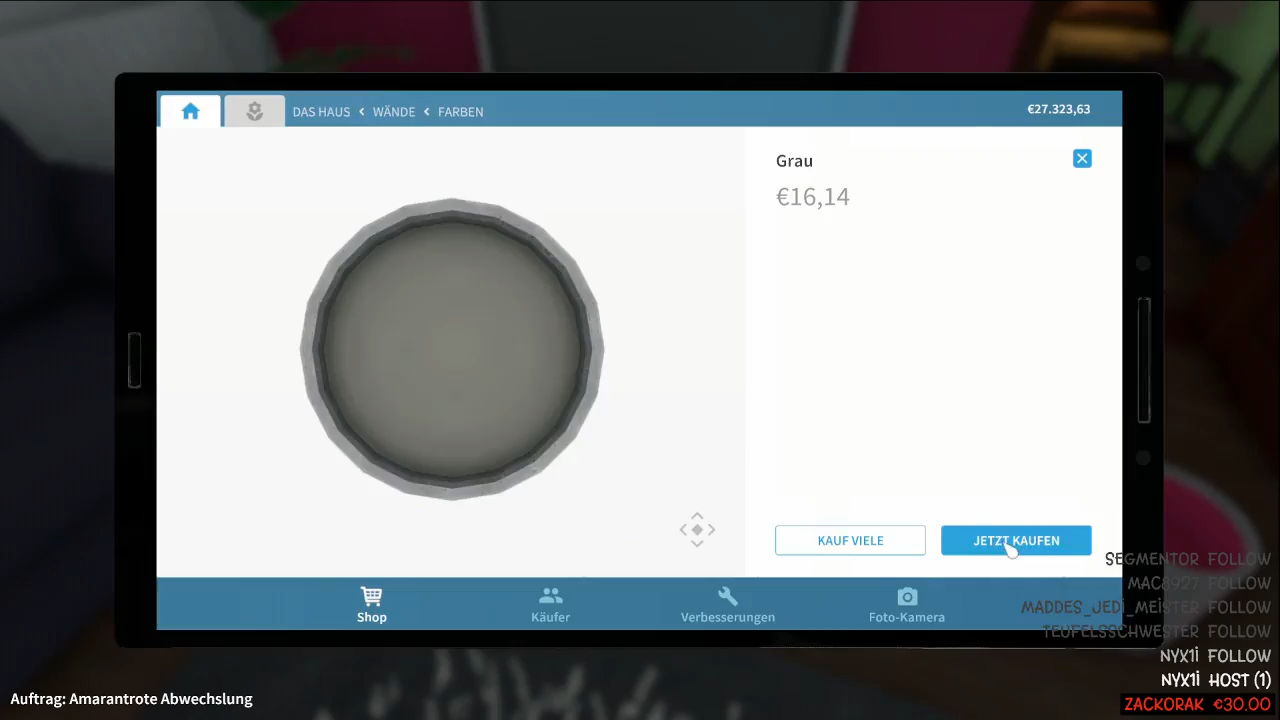 DAS HAUS < WÄNDE < FARBEN
€27.323,63
Grau
€16,14
KAUF VIELE
JETZT KAUFEN
Shop
Käufer
Verbesserungen
Foto-Kamera
SEGMENTOR FOLLOW
MAC8927 FOLLOW
MADDES_JEDI_MEISTER FOLLOW
TEUFELSSCHWESTER FOLLOW
NYX1I FOLLOW
NYX1I HOST (1)
ZACKORAK €30.00
Auftrag: Amarantrote Abwechslung